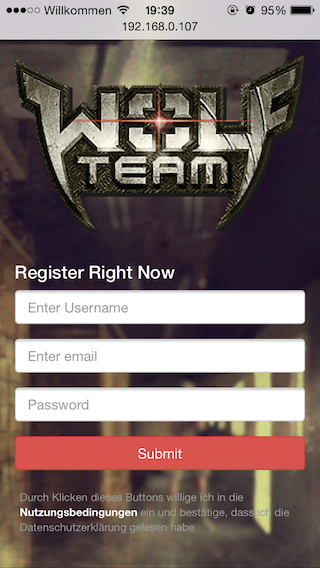 Willkommen 19:39 95%
192.168.0.107
WOLF
TEAM
Register Right Now
Enter Username
Enter email
Password
Submit
Durch Klicken dieses Buttons willige ich in die
Nutzungsbedingungen ein und bestätige, dass ich die
Datenschutzerklärung gelesen habe